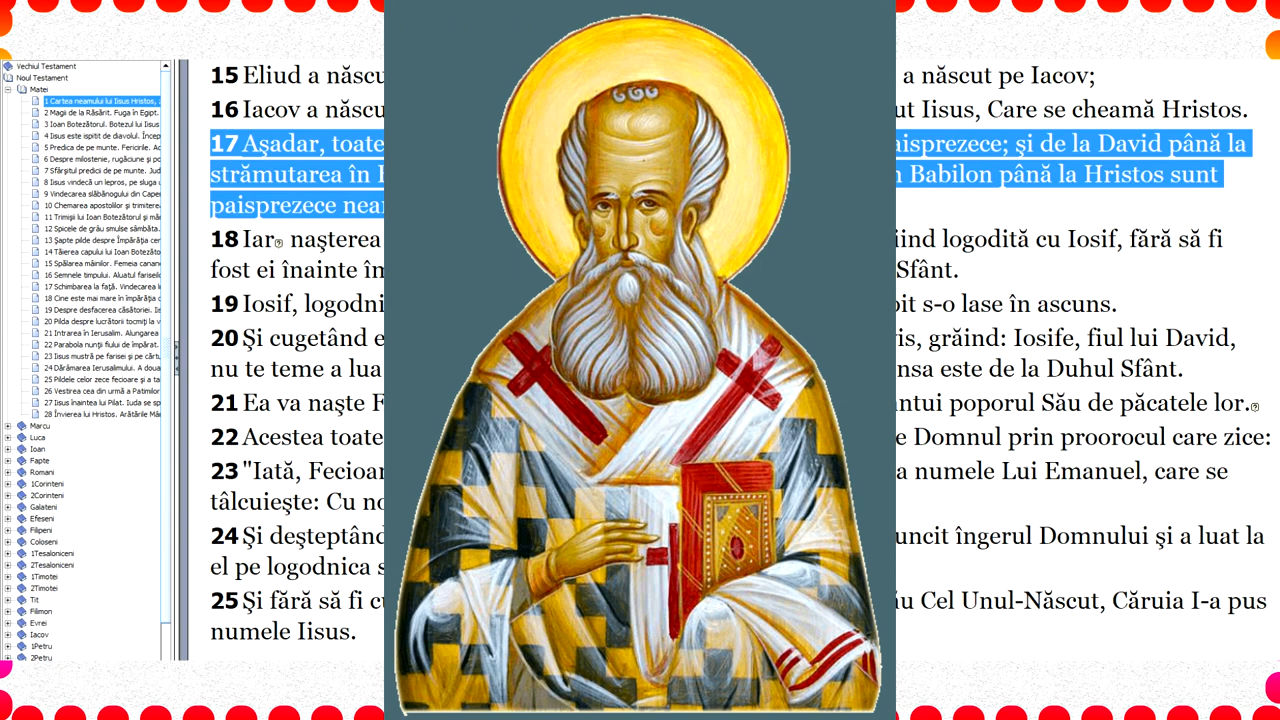 Vechiul Testament
Noul Testament
Matei
1 Cartea neamului lui Iisus Hristos,
2 Magii de la Răsărit. Fuga în Egipt.
3 Ioan Botezătorul. Botezul lui Iisus
4 Iisus este ispitit de diavolul. Încep
5 Predica de pe munte. Fericirile. Ac
6 Despre milostenie, rugăciune şi po
7 Sfârşitul predicii de pe munte. Jud
8 Iisus vindecă un lepros, pe sluga
9 Vindecarea slăbănogului din Caper
10 Chemarea apostolilor şi trimitere
11 Trimişii lui Ioan Botezătorul şi mă
12 Spicele de grâu smulse sâmbăta.
13 Şapte pilde despre Împărăţia cer
14 Tăierea capului lui Ioan Botezăto
15 Spălarea mâinilor. Femeia canane
16 Semnele timpului. Aluatul fariseil
17 Schimbarea la faţă. Vindecarea l
18 Cine este mai mare în împărăţia c
19 Despre desfacerea căsătoriei. Iis
20 Pilda despre lucrătorii tocmiţi la v
21 Intrarea în Ierusalim. Alungarea
22 Parabola nunţii fiului de împărat.
23 Iisus mustră pe farisei şi pe cărtu
24 Dărâmarea Ierusalimului. A doua
25 Pildele celor zece fecioare şi a ta
26 Vestirea cea din urmă a Patimilor
27 Iisus înaintea lui Pilat. Iuda se sp
28 Învierea lui Hristos. Arătările Mân
Marcu
Luca
Ioan
Fapte
Romani
1Corinteni
2Corinteni
Galateni
Efeseni
Filipeni
Coloseni
1Tesaloniceni
2Tesaloniceni
1Timotei
2Timotei
Tit
Filimon
Evrei
Iacov
1Petru
2Petru
15 Eliud a născu a născut pe Iacov;
16 Iacov a născu ut Iisus, Care se cheamă Hristos.
17 Aşadar, toate aisprezece; şi de la David până la
strămutarea în B n Babilon până la Hristos sunt
paisprezece near
18 Iar naşterea iind logodită cu Iosif, fără să fi
fost ei înainte îm Sfânt.
19 Iosif, logodni oit s-o lase în ascuns.
20 Şi cugetând e is, grăind: Iosife, fiul lui David,
nu te teme a lua nsa este de la Duhul Sfânt.
21 Ea va naşte F ntui poporul Său de păcatele lor.
22 Acestea toate e Domnul prin proorocul care zice:
23 "Iată, Fecioar a numele Lui Emanuel, care se
tâlcuieşte: Cu no
24 Şi deşteptând uncit îngerul Domnului şi a luat la
el pe logodnica s
25 Şi fără să fi cu ău Cel Unul-Născut, Căruia I-a pus
numele Iisus.